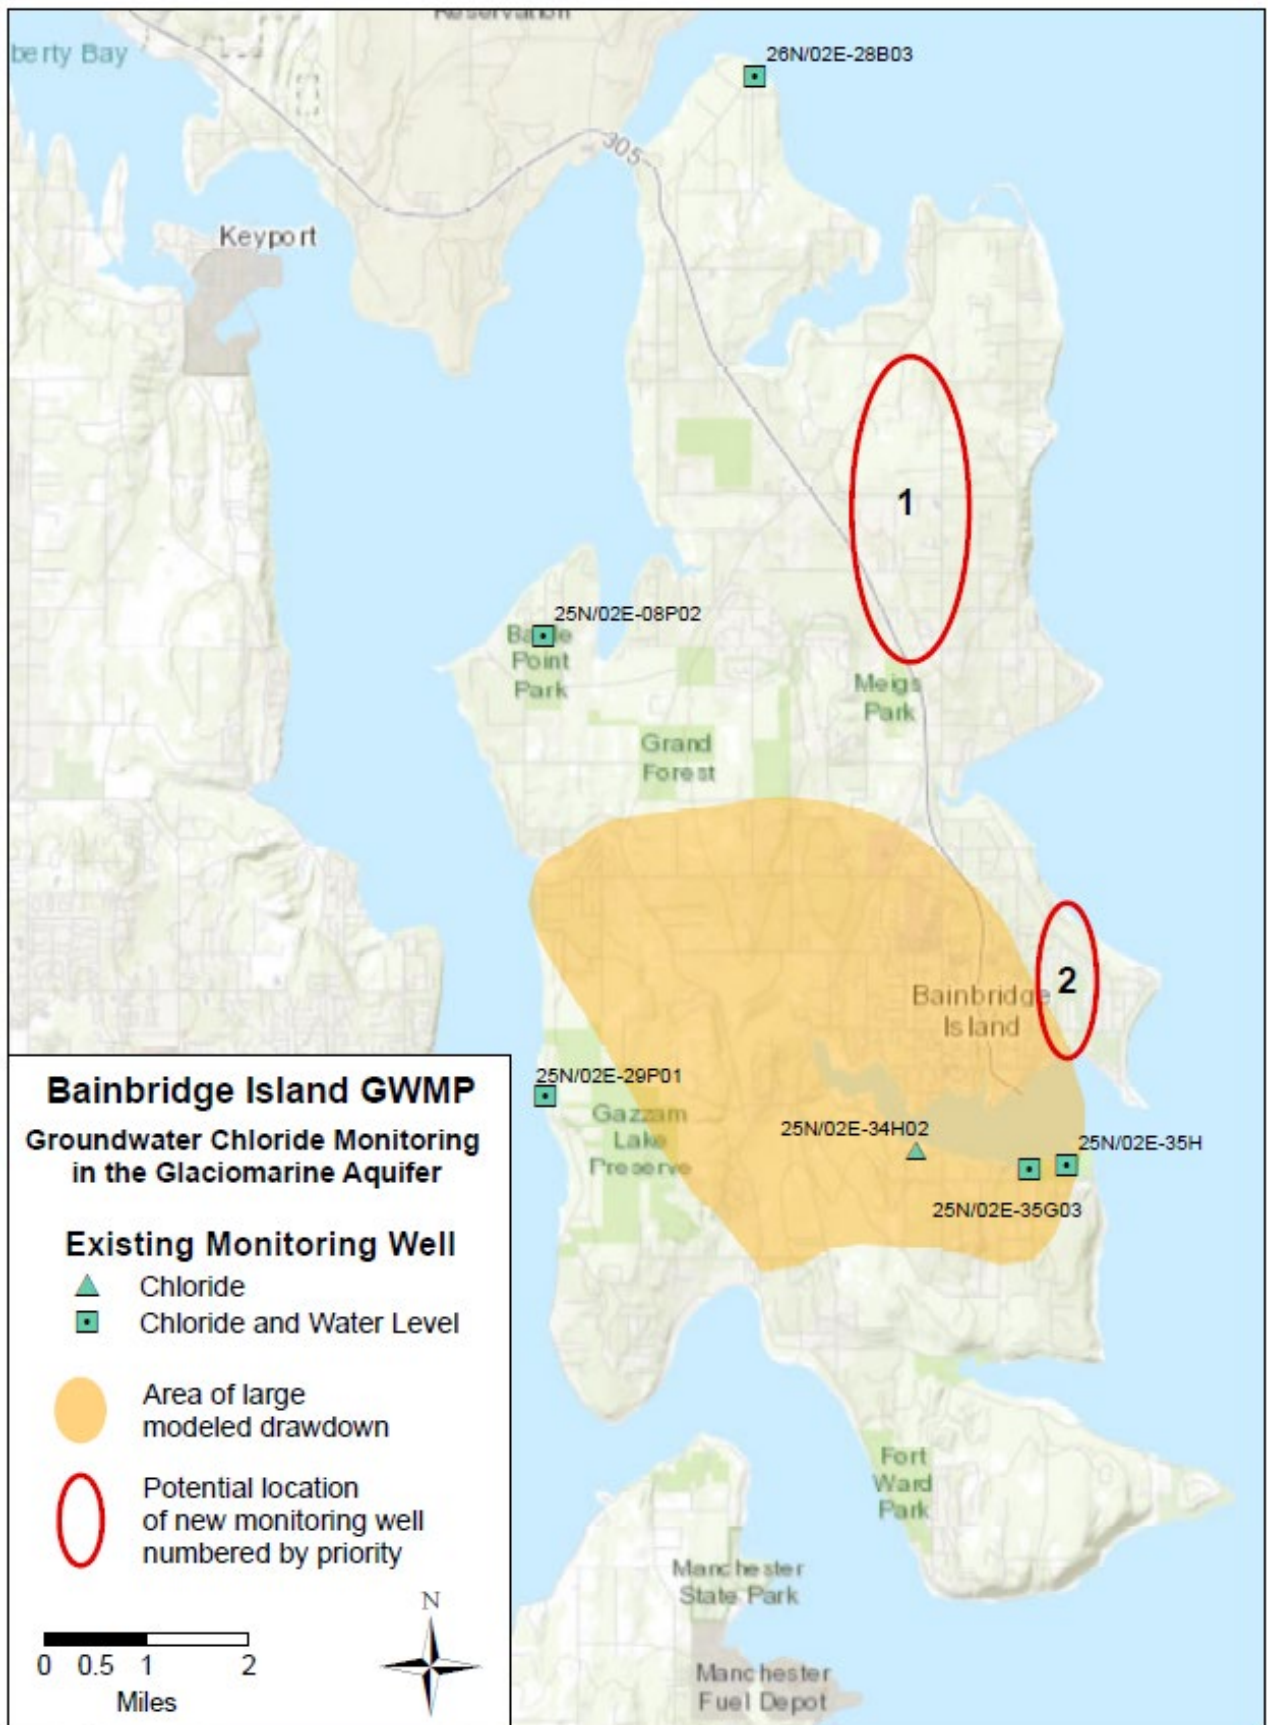 Reservation
berty Bay
26N/02E-28B03
305
Keyport
1
25N/02E-08P02
Battle
Point
Park
Meigs
Park
Grand
Forest
2
Bainbridge
Island
25N/02E-29P01
Gazzam
Lake
Preserve
25N/02E-34H02
25N/02E-35H
25N/02E-35G03
Fort
Ward
Park
Manchester
State Park
Manchester
Fuel Depot
Bainbridge Island GWMP
Groundwater Chloride Monitoring
in the Glaciomarine Aquifer
Existing Monitoring Well
Chloride
Chloride and Water Level
Area of large
modeled drawdown
Potential location
of new monitoring well
numbered by priority
N
0 0.5 1 2
Miles